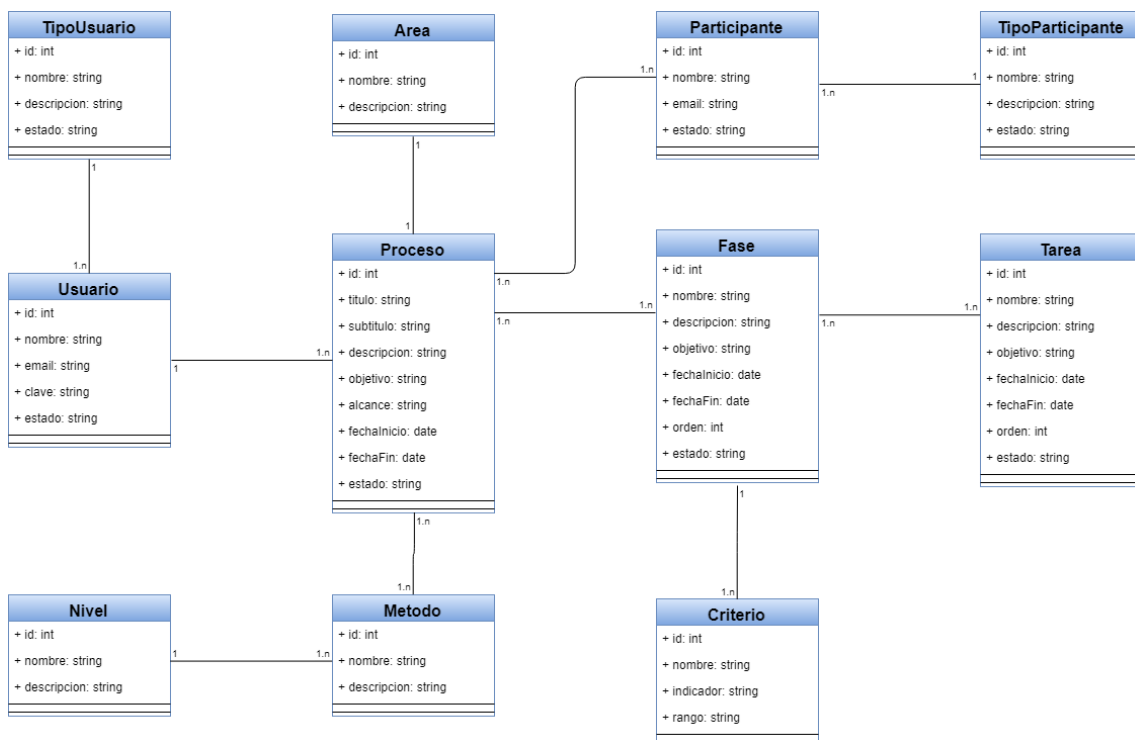 TipoUsuario
+ id: int
+ nombre: string
+ descripcion: string
+ estado: string
Area
+ id: int
+ nombre: string
+ descripcion: string
Participante
+ id: int
+ nombre: string
+ email: string
+ estado: string
TipoParticipante
+ id: int
+ nombre: string
+ descripcion: string
+ estado: string
1..n
1..n
1
1
1
1..n
1
Usuario
+ id: int
+ nombre: string
+ email: string
+ clave: string
+ estado: string
Proceso
+ id: int
+ titulo: string
+ subtitulo: string
+ descripcion: string
+ objetivo: string
+ alcance: string
+ fechaInicio: date
+ fechaFin: date
+ estado: string
Fase
+ id: int
+ nombre: string
+ descripcion: string
+ objetivo: string
+ fechaInicio: date
+ fechaFin: date
+ orden: int
+ estado: string
Tarea
+ id: int
+ nombre: string
+ descripcion: string
+ objetivo: string
+ fechaInicio: date
+ fechaFin: date
+ orden: int
+ estado: string
1..n
1..n
1..n
1..n
1..n
1..n
1
1..n
1
1..n
1..n
Nivel
+ id: int
+ nombre: string
+ descripcion: string
1
1..n
Metodo
+ id: int
+ nombre: string
+ descripcion: string
Criterio
+ id: int
+ nombre: string
+ indicador: string
+ rango: string